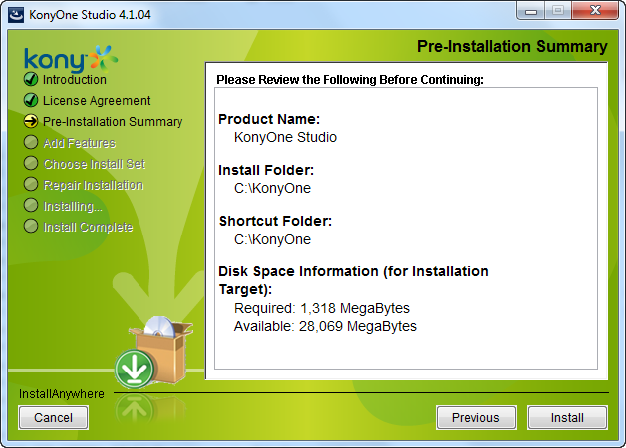 KonyOne Studio 4.1.04
Pre-Installation Summary
kony
Introduction
License Agreement
Pre-Installation Summary
Add Features
Choose Install Set
Repair Installation
Installing...
Install Complete
Please Review the Following Before Continuing:
Product Name:
KonyOne Studio
Install Folder:
C:\KonyOne
Shortcut Folder:
C:\KonyOne
Disk Space Information (for Installation
Target):
Required: 1,318 MegaBytes
Available: 28,069 MegaBytes
InstallAnywhere
Cancel
Previous
Install